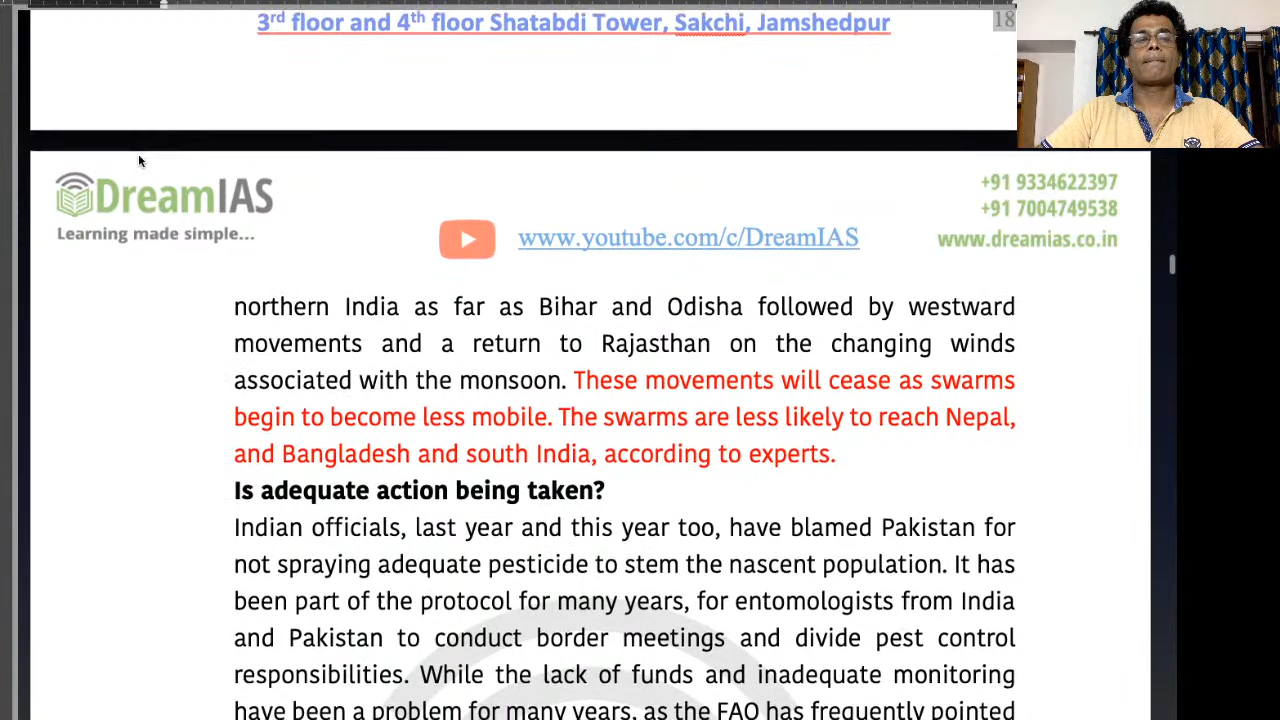 3rd floor and 4th floor Shatabdi Tower, Sakchi, Jamshedpur
18
DreamIAS
Learning made simple...
www.youtube.com/c/DreamIAS
+91 9334622397
+91 7004749538
www.dreamias.co.in
northern India as far as Bihar and Odisha followed by westward
movements and a return to Rajasthan on the changing winds
associated with the monsoon. These movements will cease as swarms
begin to become less mobile. The swarms are less likely to reach Nepal,
and Bangladesh and south India, according to experts.
Is adequate action being taken?
Indian officials, last year and this year too, have blamed Pakistan for
not spraying adequate pesticide to stem the nascent population. It has
been part of the protocol for many years, for entomologists from India
and Pakistan to conduct border meetings and divide pest control
responsibilities. While the lack of funds and inadequate monitoring
have been a problem for many years, as the FAO has frequently pointed